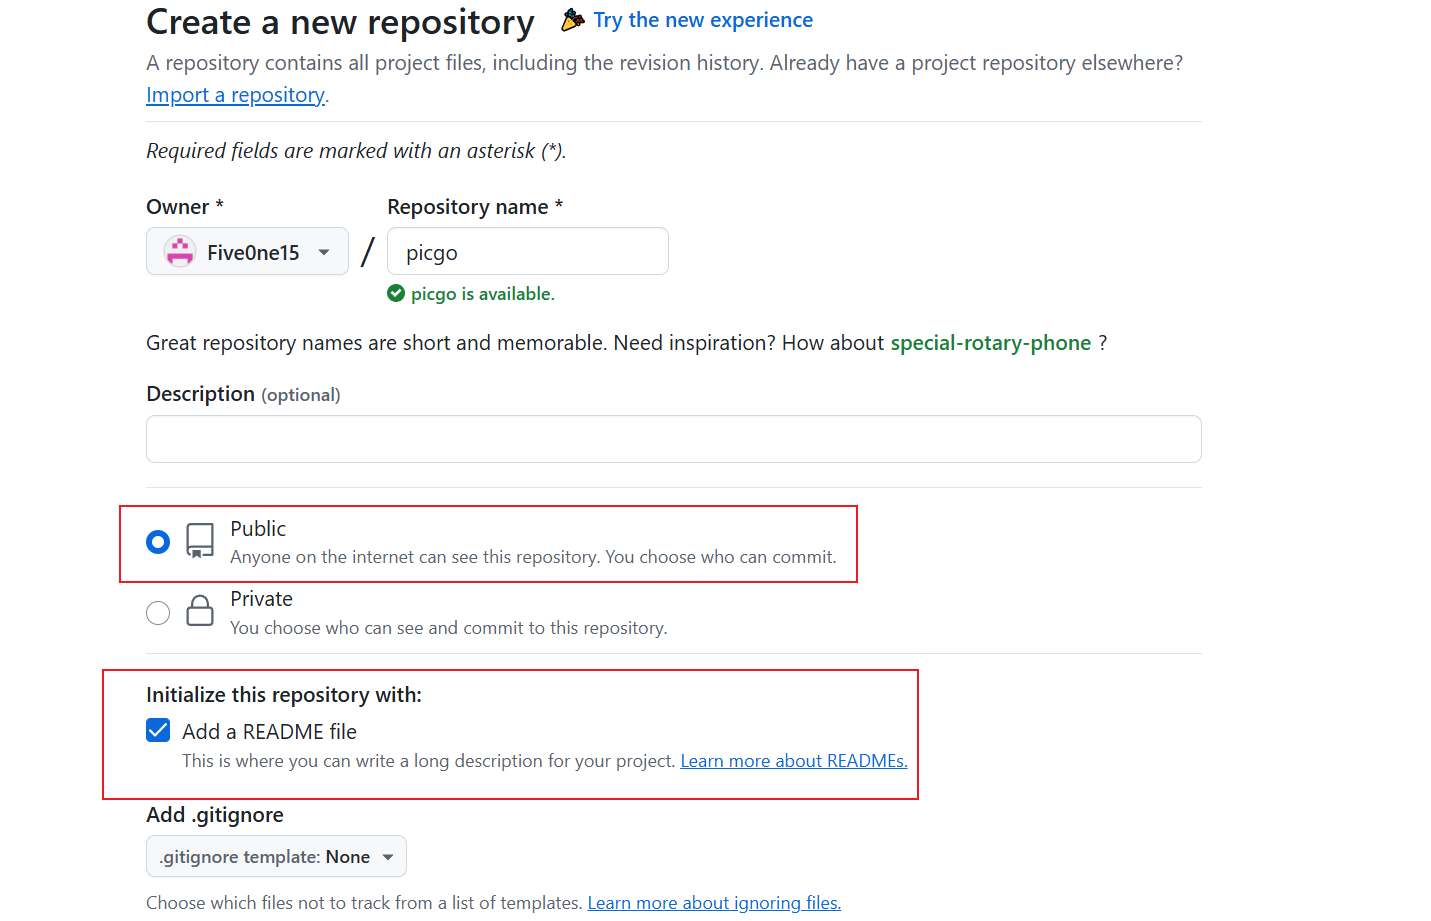 Create a new repository Try the new experience
A repository contains all project files, including the revision history. Already have a project repository elsewhere?
Import a repository.
Required fields are marked with an asterisk (*).
Owner * Repository name *
Five0ne15 / picgo
picgo is available.
Great repository names are short and memorable. Need inspiration? How about special-rotary-phone ?
Description (optional)
Public
Anyone on the internet can see this repository. You choose who can commit.
Private
You choose who can see and commit to this repository.
Initialize this repository with:
Add a README file
This is where you can write a long description for your project. Learn more about READMEs.
Add .gitignore
.gitignore template: None
Choose which files not to track from a list of templates. Learn more about ignoring files.